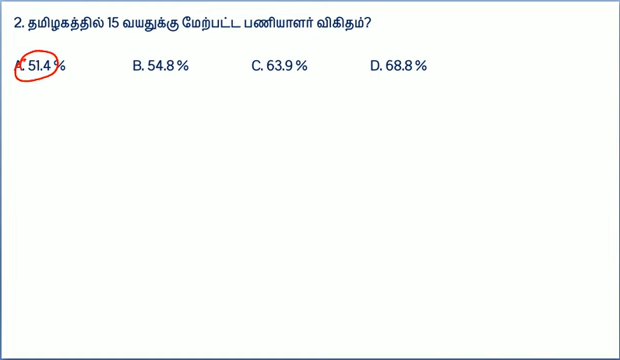 2. தமிழகத்தில் 15 வயதுக்கு மேற்பட்ட பணியாளர் விகிதம்?
A. 51.4 % B. 54.8 % C. 63.9 % D. 68.8 %